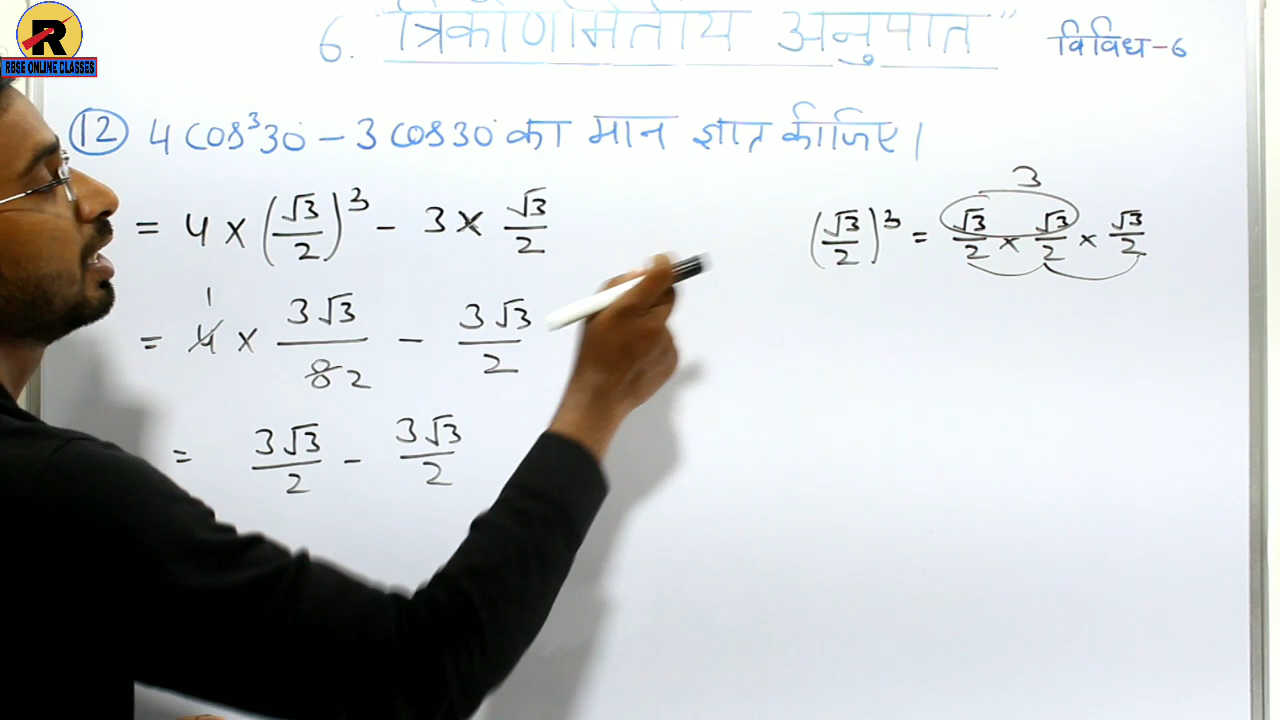 R
RBSE ONLINE CLASSES
6. "त्रिकोणमितीय अनुपात"
विविध-6
12 4 cos³30 - 3 cos30 का मान ज्ञात कीजिए।
= 4 × (√3/2)³ - 3 × √3/2
(√3/2)³ = √3/2 × √3/2 × √3/2
3
1
= 4 × 3√3/8 2 - 3√3/2
= 3√3/2 - 3√3/2